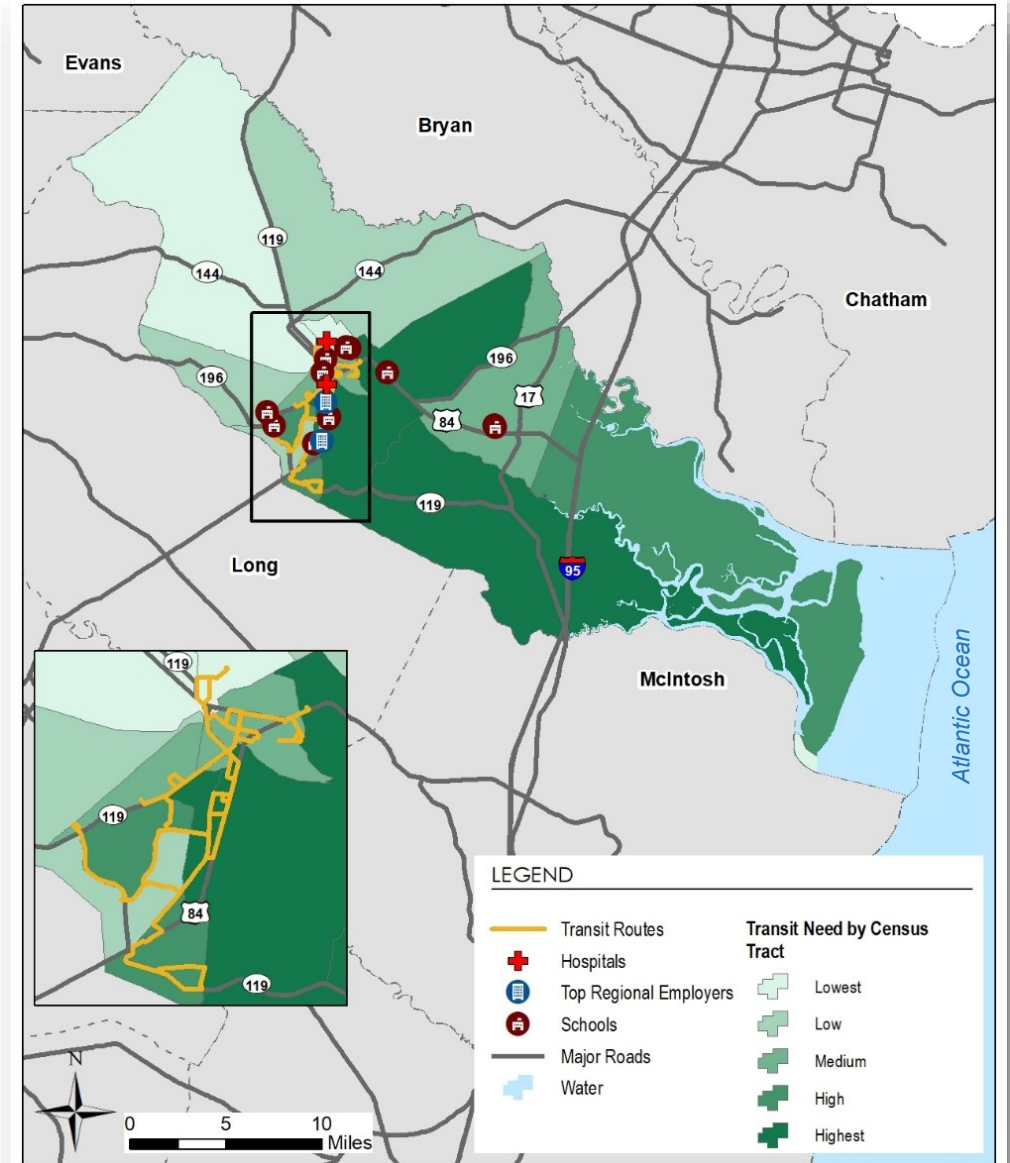 Evans
Bryan
119
144
144
Chatham
196
196
17
84
119
Long
95
McIntosh
Atlantic Ocean
119
119
84
119
LEGEND
Transit Routes
Hospitals
Top Regional Employers
Schools
Major Roads
Water
Transit Need by Census
Tract
Lowest
Low
Medium
High
Highest
N
0 5 10
Miles